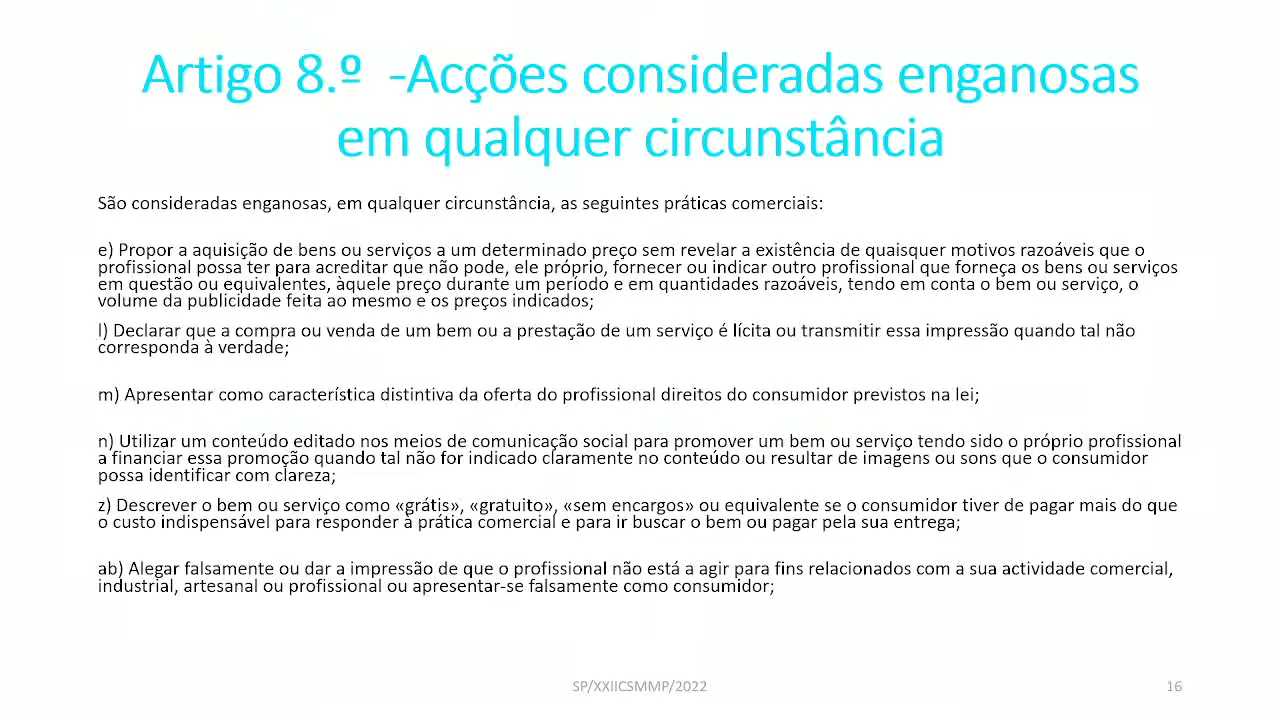 Artigo 8.º  -Acções consideradas enganosas
em qualquer circunstância
São consideradas enganosas, em qualquer circunstância, as seguintes práticas comerciais:
e) Propor a aquisição de bens ou serviços a um determinado preço sem revelar a existência de quaisquer motivos razoáveis que o
profissional possa ter para acreditar que não pode, ele próprio, fornecer ou indicar outro profissional que forneça os bens ou serviços
em questão ou equivalentes, àquele preço durante um período e em quantidades razoáveis, tendo em conta o bem ou serviço, o
volume da publicidade feita ao mesmo e os preços indicados;
l) Declarar que a compra ou venda de um bem ou a prestação de um serviço é lícita ou transmitir essa impressão quando tal não
corresponda à verdade;
m) Apresentar como característica distintiva da oferta do profissional direitos do consumidor previstos na lei;
n) Utilizar um conteúdo editado nos meios de comunicação social para promover um bem ou serviço tendo sido o próprio profissional
a financiar essa promoção quando tal não for indicado claramente no conteúdo ou resultar de imagens ou sons que o consumidor
possa identificar com clareza;
z) Descrever o bem ou serviço como «grátis», «gratuito», «sem encargos» ou equivalente se o consumidor tiver de pagar mais do que
o custo indispensável para responder à prática comercial e para ir buscar o bem ou pagar pela sua entrega;
ab) Alegar falsamente ou dar a impressão de que o profissional não está a agir para fins relacionados com a sua actividade comercial,
industrial, artesanal ou profissional ou apresentar-se falsamente como consumidor;
SP/XXIICSMMP/2022
16